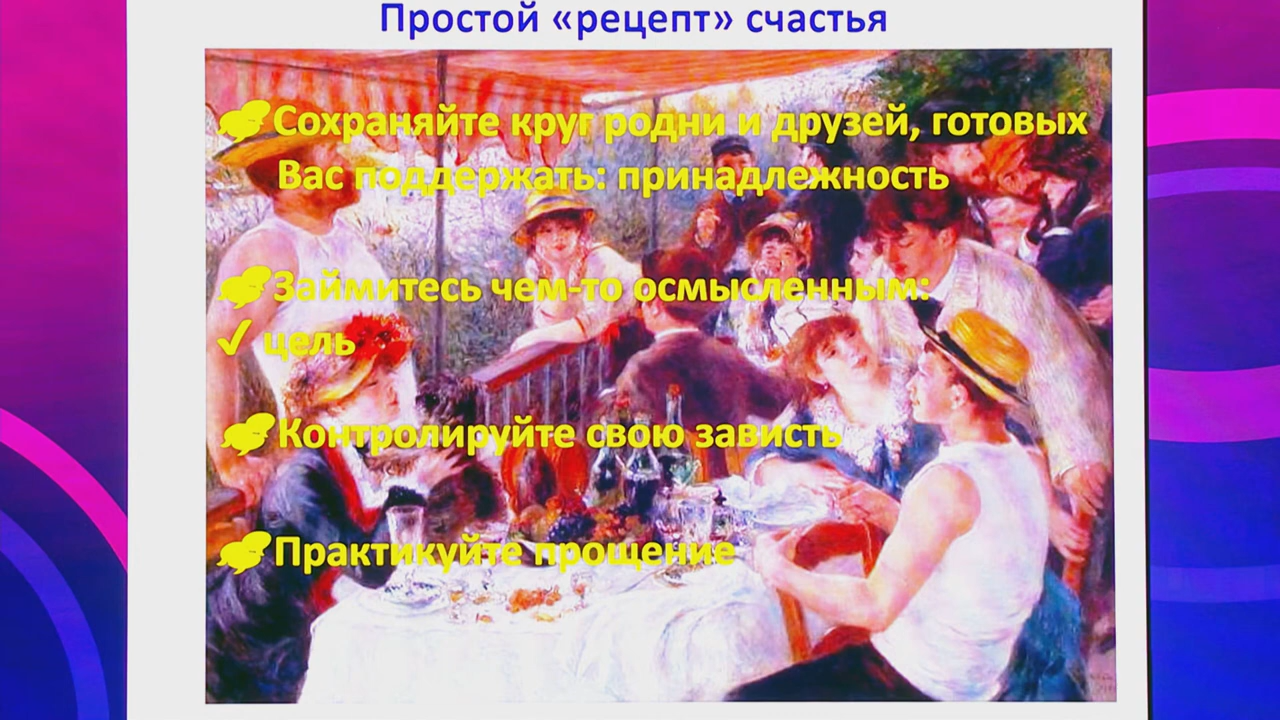 Простой «рецепт» счастья
Сохраняйте круг родни и друзей, готовых
Вас поддержать: принадлежность
Займитесь чем-то осмысленным:
✓ цель
Контролируйте свою зависть
Практикуйте прощение